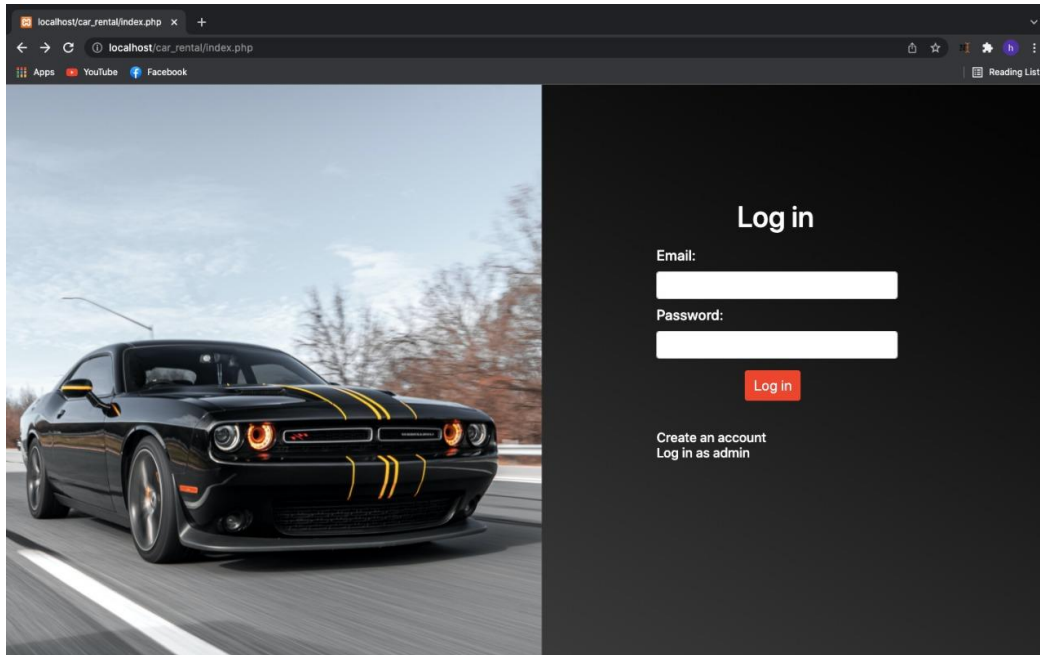 localhost/car_rental/index.php
localhost/car_rental/index.php
h
Apps YouTube Facebook Reading List
Log in
Email:
Password:
Log in
Create an account
Log in as admin